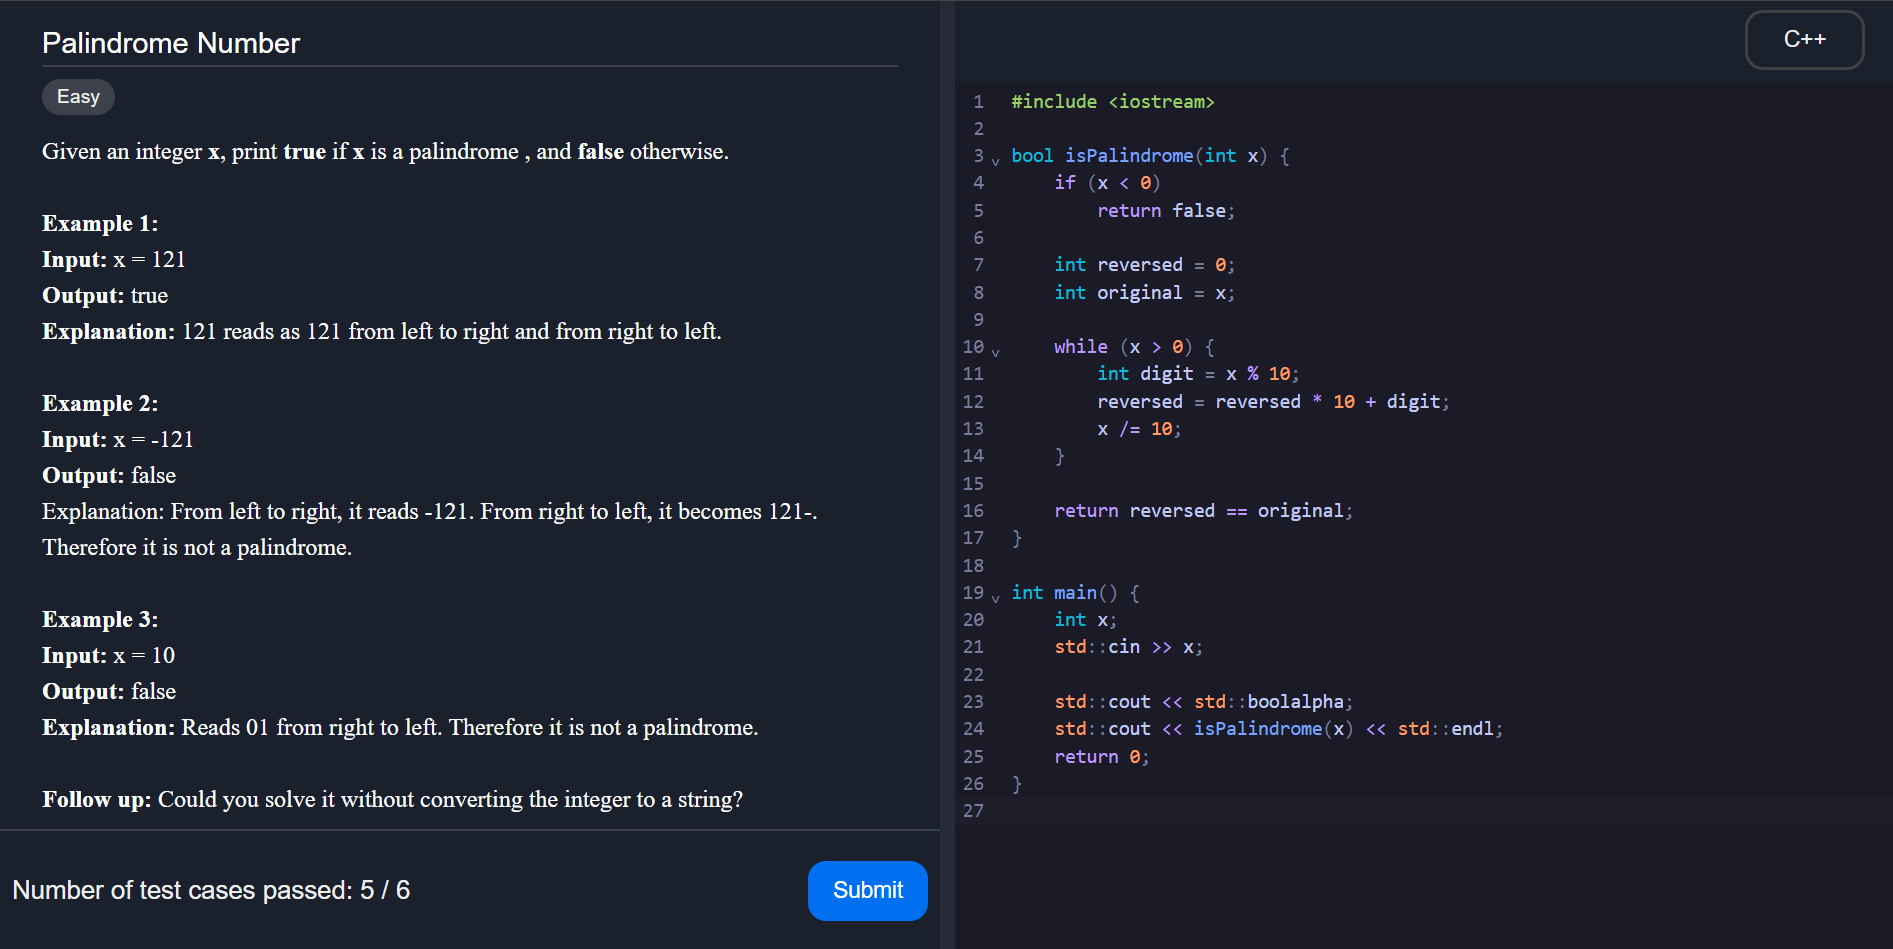 Palindrome Number
Easy
Given an integer x, print true if x is a palindrome , and false otherwise.
Example 1:
Input: x = 121
Output: true
Explanation: 121 reads as 121 from left to right and from right to left.
Example 2:
Input: x = -121
Output: false
Explanation: From left to right, it reads -121. From right to left, it becomes 121-.
Therefore it is not a palindrome.
Example 3:
Input: x = 10
Output: false
Explanation: Reads 01 from right to left. Therefore it is not a palindrome.
Follow up: Could you solve it without converting the integer to a string?
Number of test cases passed: 5 / 6
Submit
C++
1 #include <iostream>
2
3 bool isPalindrome(int x) {
4     if (x < 0)
5         return false;
6
7     int reversed = 0;
8     int original = x;
9
10     while (x > 0) {
11         int digit = x % 10;
12         reversed = reversed * 10 + digit;
13         x /= 10;
14     }
15
16     return reversed == original;
17 }
18
19 int main() {
20     int x;
21     std::cin >> x;
22
23     std::cout << std::boolalpha;
24     std::cout << isPalindrome(x) << std::endl;
25     return 0;
26 }
27